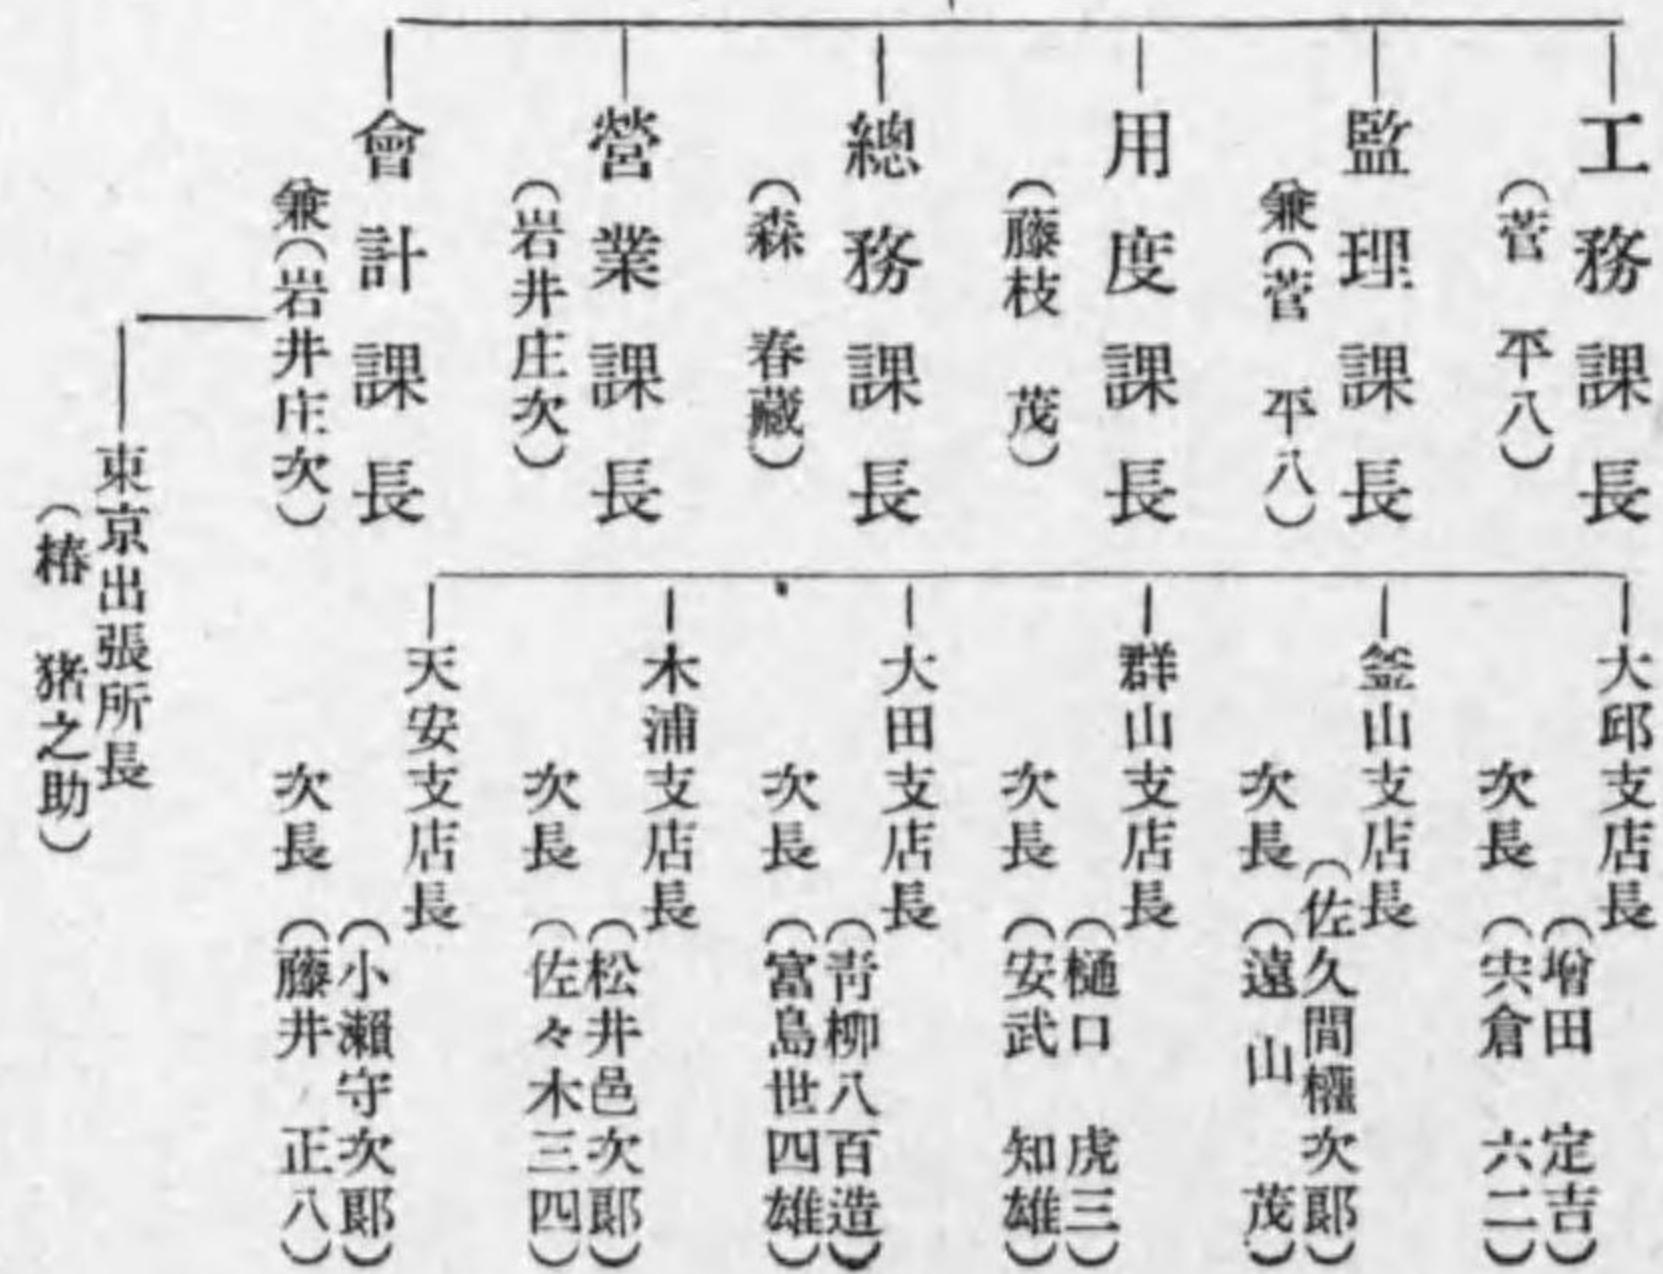 工務課長
（菅　平八）
監理課長
兼（菅　平八）
用度課長
（藤枝　茂）
總務課長
（森　春藏）
營業課長
（岩井庄次）
會計課長
兼（岩井庄次）
東京出張所長
（椿　猪之助）
大邱支店長
（增田　定吉）
次長（宍倉　六二）
釜山支店長
（佐久間權次郞）
次長（遠山　茂）
群山支店長
（樋口　虎三）
次長（安武　知雄）
大田支店長
（靑柳八百造）
次長（富島世四雄）
木浦支店長
（松井邑次郞）
次長（佐々木三四）
天安支店長
（小瀨守次郞）
次長（藤井　正八）